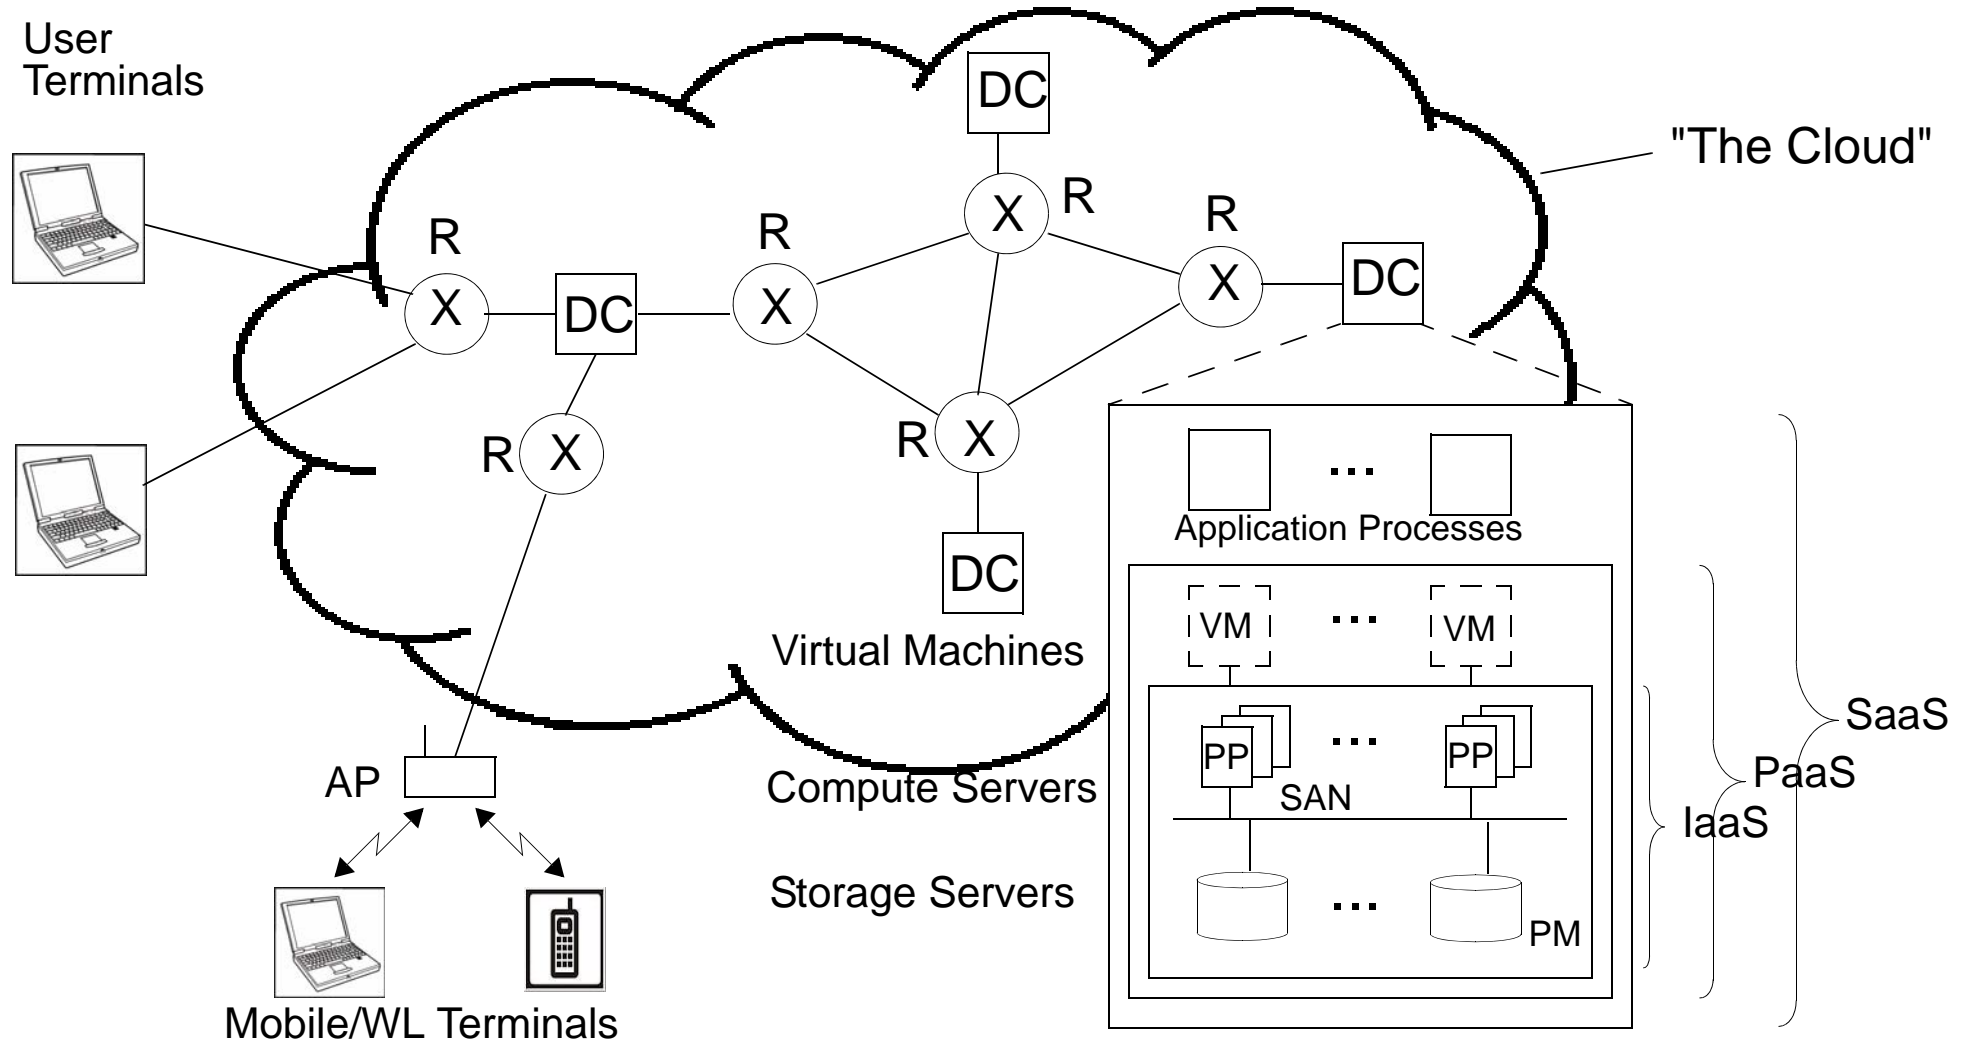 User
Terminals
DC
"The Cloud"
R
R
R
R
X
X
X
X
DC
DC
R
X
R
X
DC
...
Application Processes
VM
...
VM
Virtual Machines
PP
...
PP
SaaS
PaaS
AP
Compute Servers
SAN
IaaS
Storage Servers
...
PM
Mobile/WL Terminals